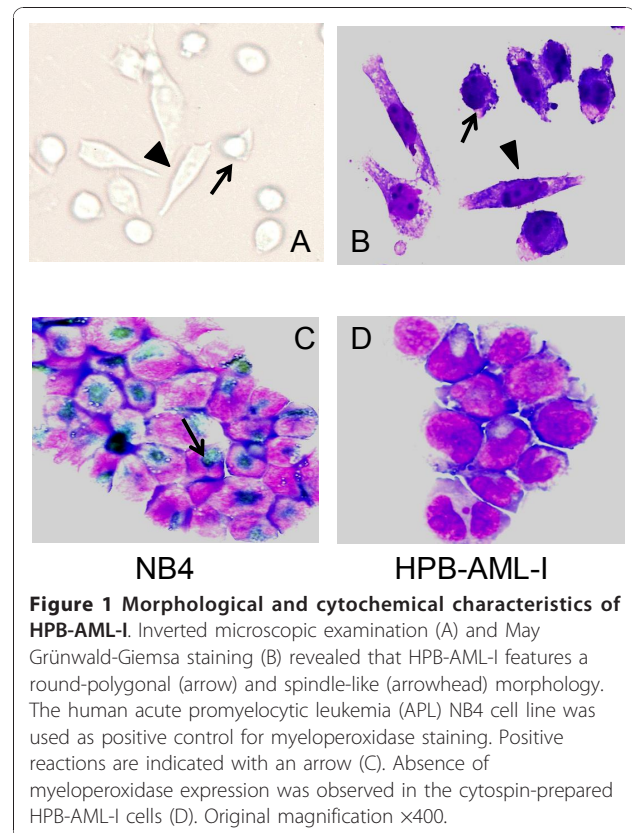 A
B
C
D
NB4
HPB-AML-I
Figure 1 Morphological and cytochemical characteristics of
HPB-AML-I. Inverted microscopic examination (A) and May
Grünwald-Giemsa staining (B) revealed that HPB-AML-I features a
round-polygonal (arrow) and spindle-like (arrowhead) morphology.
The human acute promyelocytic leukemia (APL) NB4 cell line was
used as positive control for myeloperoxidase staining. Positive
reactions are indicated with an arrow (C). Absence of
myeloperoxidase expression was observed in the cytospin-prepared
HPB-AML-I cells (D). Original magnification ×400.